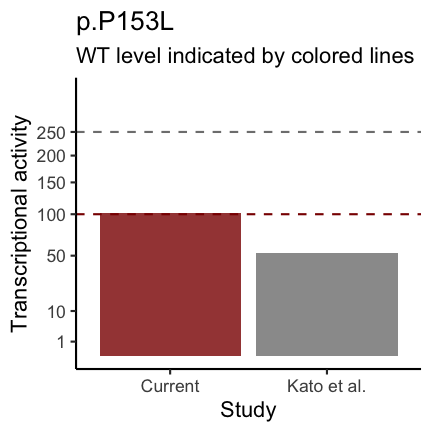 p.P153L
WT level indicated by colored lines
Transcriptional activity
250
200
150
100
50
10
1
Current
Kato et al.
Study